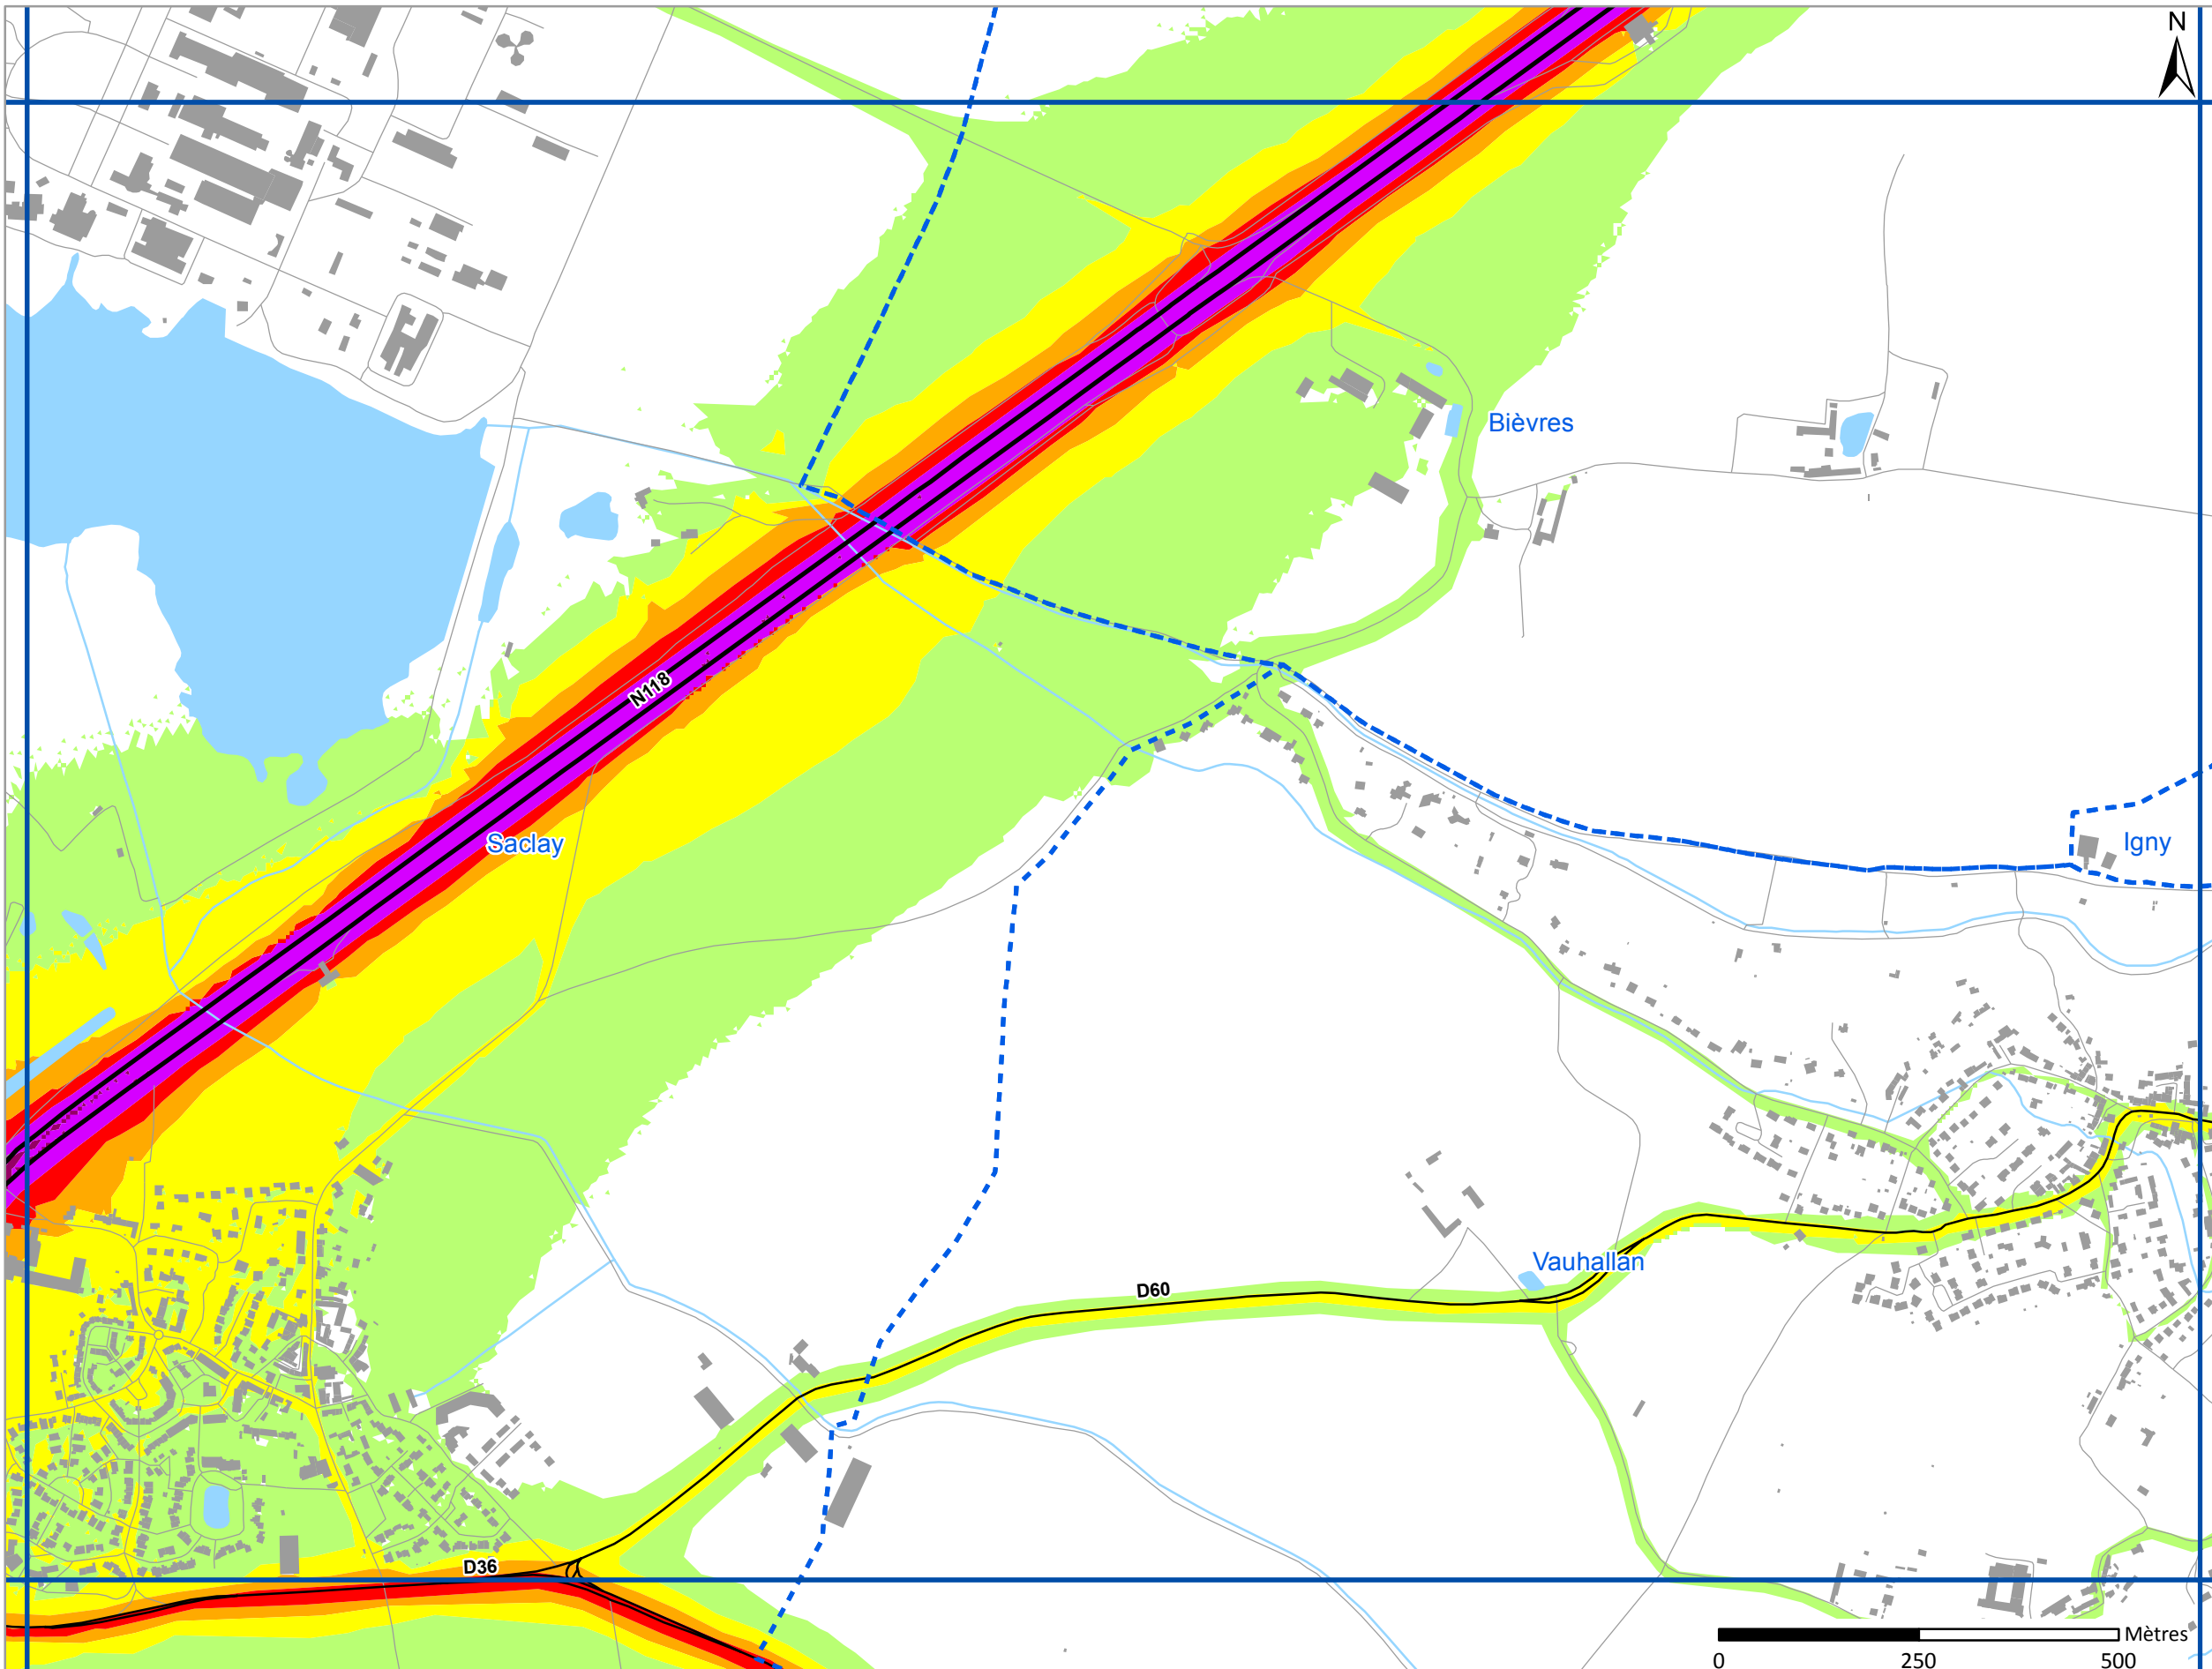 N
Bièvres
N118
Saclay
Igny
Vauhallan
D60
D36
Mètres
0 250 500